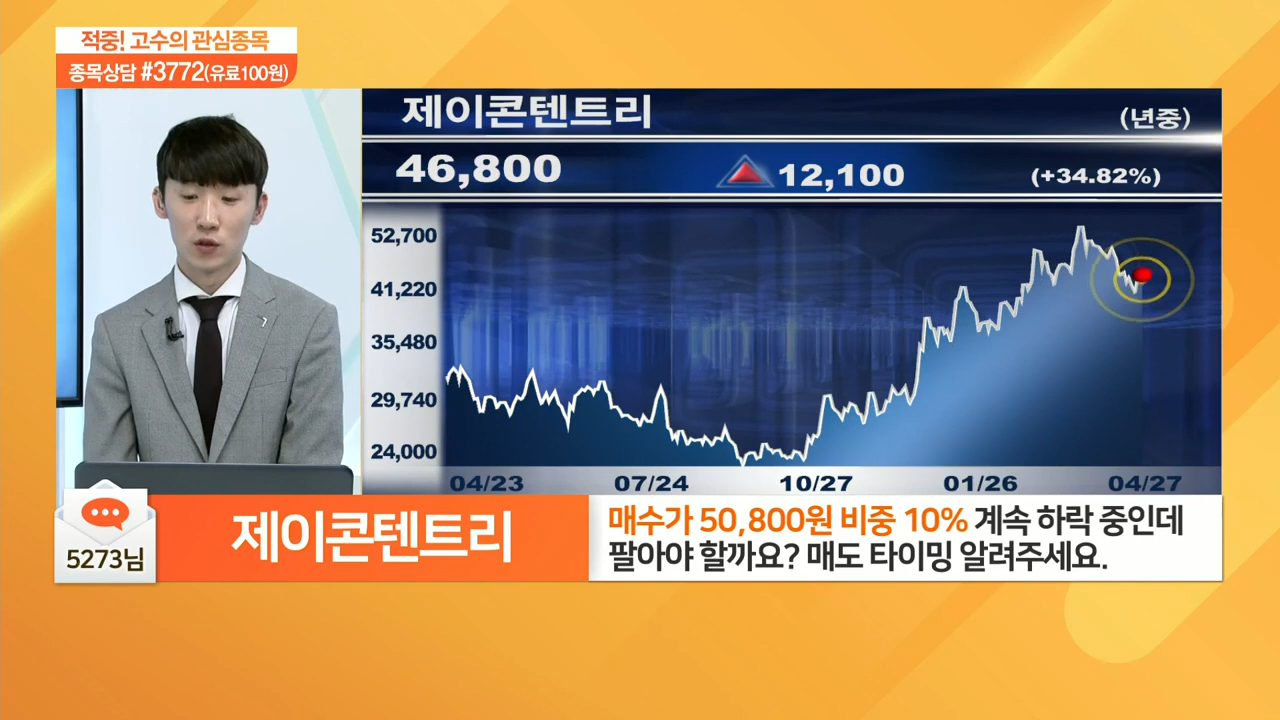 적중! 고수의 관심종목
종목상담 #3772(유료100원)
제이콘텐트리
(년중)
46,800
12,100
(+34.82%)
52,700
41,220
35,480
29,740
24,000
04/23
07/24
10/27
01/26
04/27
5273님
제이콘텐트리
매수가 50,800원 비중 10% 계속 하락 중인데
팔아야 할까요? 매도 타이밍 알려주세요.